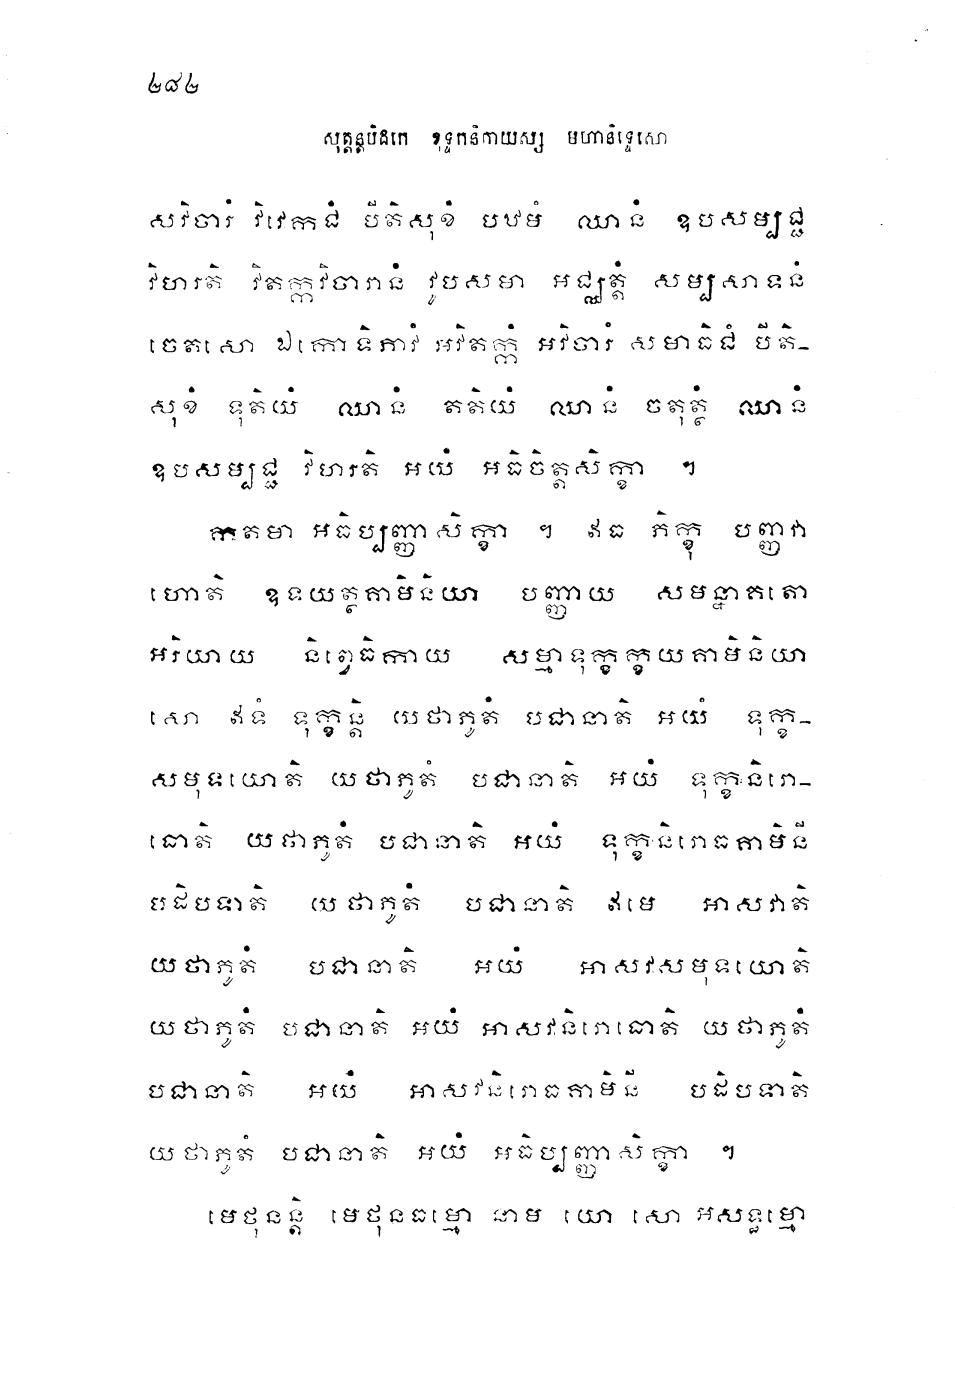 ២៨២
សុត្តន្តបិដកេ ខុទ្ទកនិកាយស្ស មហានិទ្ទេសោ
សវិចារំ វិវេកជំ បីតិសុខំ បឋមំ ឈានំ ឧបសម្បជ្ជ
វិហរតិ វិតក្កវិចារានំ វូបសមា អជ្ឈត្តំ សម្បសាទនំ
ចេតសោ ឯកោទិភាវំ អវិតក្កំ អវិចារំ សមាធិជំ បីតិ-
សុខំ ទុតិយំ ឈានំ តតិយំ ឈានំ ចតុត្ថំ ឈានំ
ឧបសម្បជ្ជ វិហរតិ អយំ អធិចិត្តសិក្ខា ។
កតមា អធិប្បញ្ញាសិក្ខា ។ ឥធ ភិក្ខុ បញ្ញវា
ហោតិ ឧទយត្ថគាមិនិយា បញ្ញាយ សមន្នាគតោ
អរិយាយ និព្វេធិកាយ សម្មាទុក្ខក្ខយគាមិនិយា
សោ ឥទំ ទុក្ខន្តិ យថាភូតំ បជានាតិ អយំ ទុក្ខ-
សមុទយោតិ យថាភូតំ បជានាតិ អយំ ទុក្ខនិរោ-
ធោតិ យថាភូតំ បជានាតិ អយំ ទុក្ខនិរោធគាមិនី
បដិបទាតិ យថាភូតំ បជានាតិ ឥមេ អាសវាតិ
យថាភូតំ បជានាតិ អយំ អាសវសមុទយោតិ
យថាភូតំ បជានាតិ អយំ អាសវនិរោធោតិ យថាភូតំ
បជានាតិ អយំ អាសវនិរោធគាមិនី បដិបទាតិ
យថាភូតំ បជានាតិ អយំ អធិប្បញ្ញាសិក្ខា ។
មេថុនន្តិ មេថុនធម្មោ នាម យោ សោ អសទ្ធម្មោ